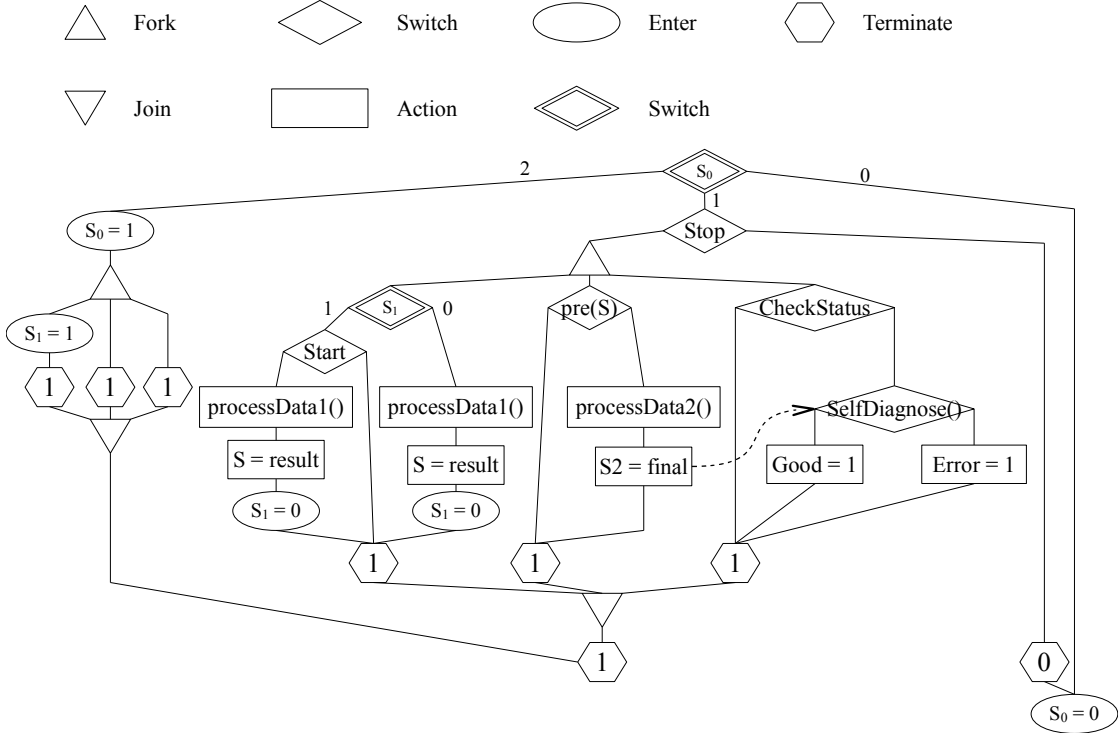 Fork
Switch
Enter
Terminate
Join
Action
Switch
2
S₀
0
1
S₀ = 1
Stop
1
S₁
0
pre(S)
CheckStatus
S₁ = 1
Start
1
1
1
processData1()
processData1()
processData2()
SelfDiagnose()
S = result
S = result
S2 = final
Good = 1
Error = 1
S₁ = 0
S₁ = 0
1
1
1
1
0
S₀ = 0